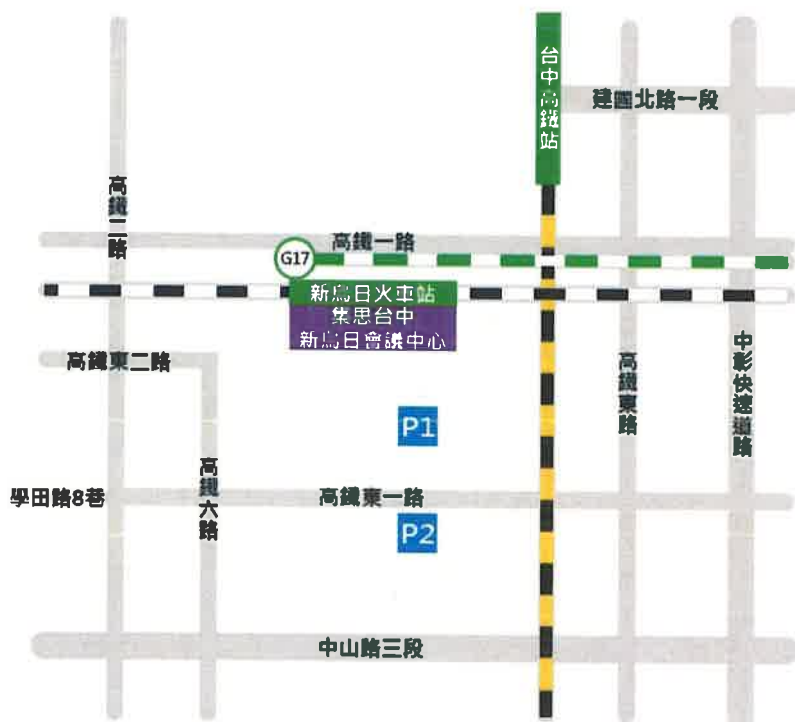 台中高鐵站
建國北路一段
高鐵二路
高鐵一路
G17
新烏日火車站
集思台中
新烏日會議中心
高鐵東二路
高鐵東路
中彰快速道路
P1
高鐵六路
學田路8巷
高鐵東一路
P2
中山路三段